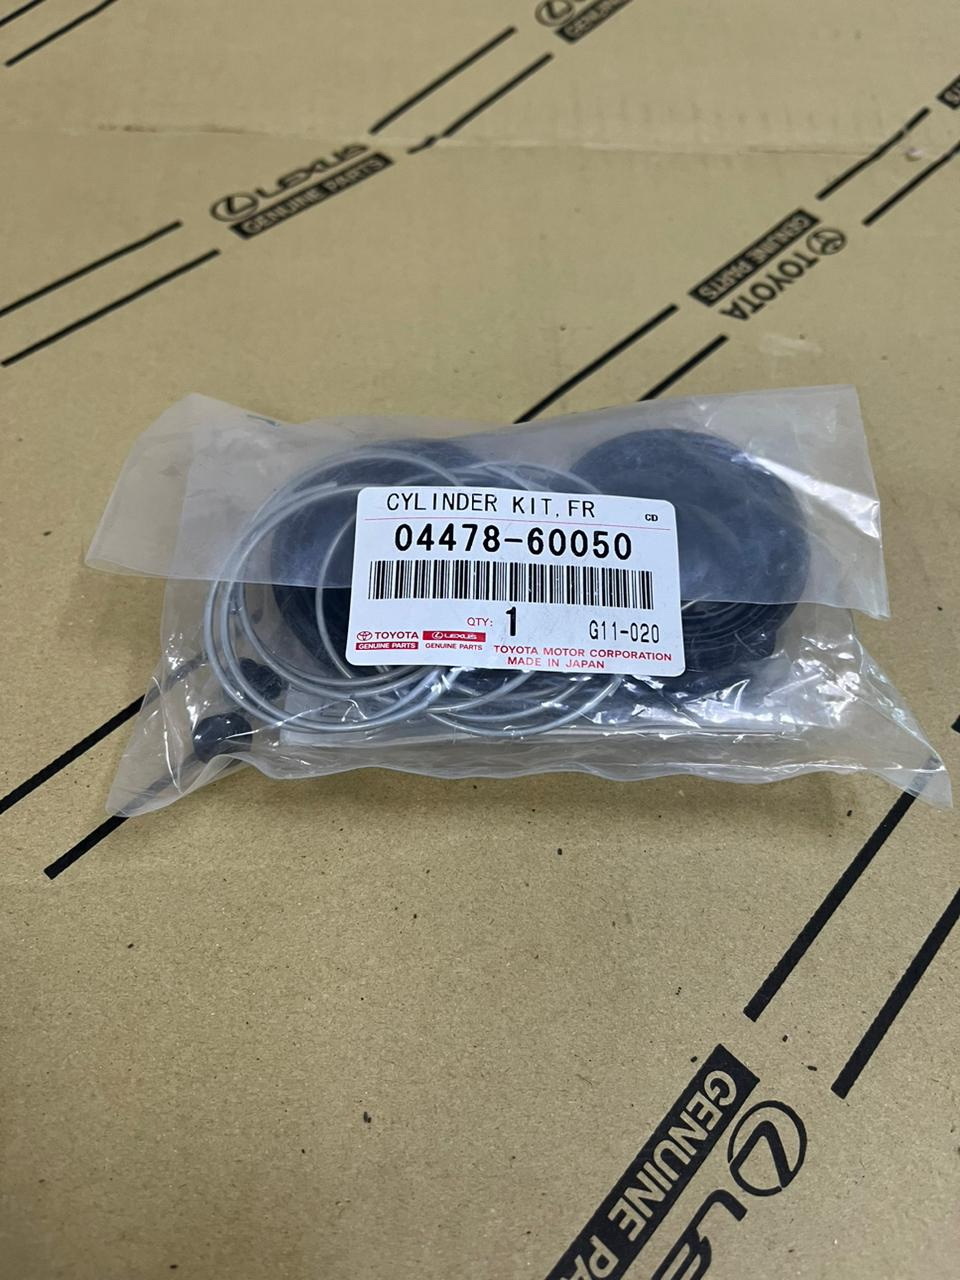 LEXUS
GENUINE PARTS
GENUINE PARTS
TOYOTA
CYLINDER KIT, FR
CD
04478-60050
QTY: 1
G11-020
TOYOTA
GENUINE PARTS
LEXUS
GENUINE PARTS
TOYOTA MOTOR CORPORATION
MADE IN JAPAN
GENUINE PA
LE